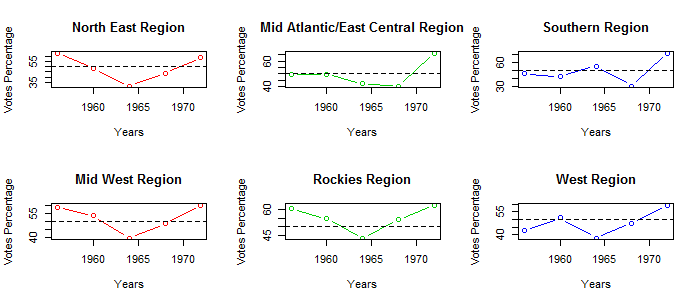 North East Region
Votes Percentage
35
55
1960
1965
1970
Years
Mid Atlantic/East Central Region
Votes Percentage
40
60
1960
1965
1970
Years
Southern Region
Votes Percentage
30
60
1960
1965
1970
Years
Mid West Region
Votes Percentage
40
55
1960
1965
1970
Years
Rockies Region
Votes Percentage
45
60
1960
1965
1970
Years
West Region
Votes Percentage
40
55
1960
1965
1970
Years